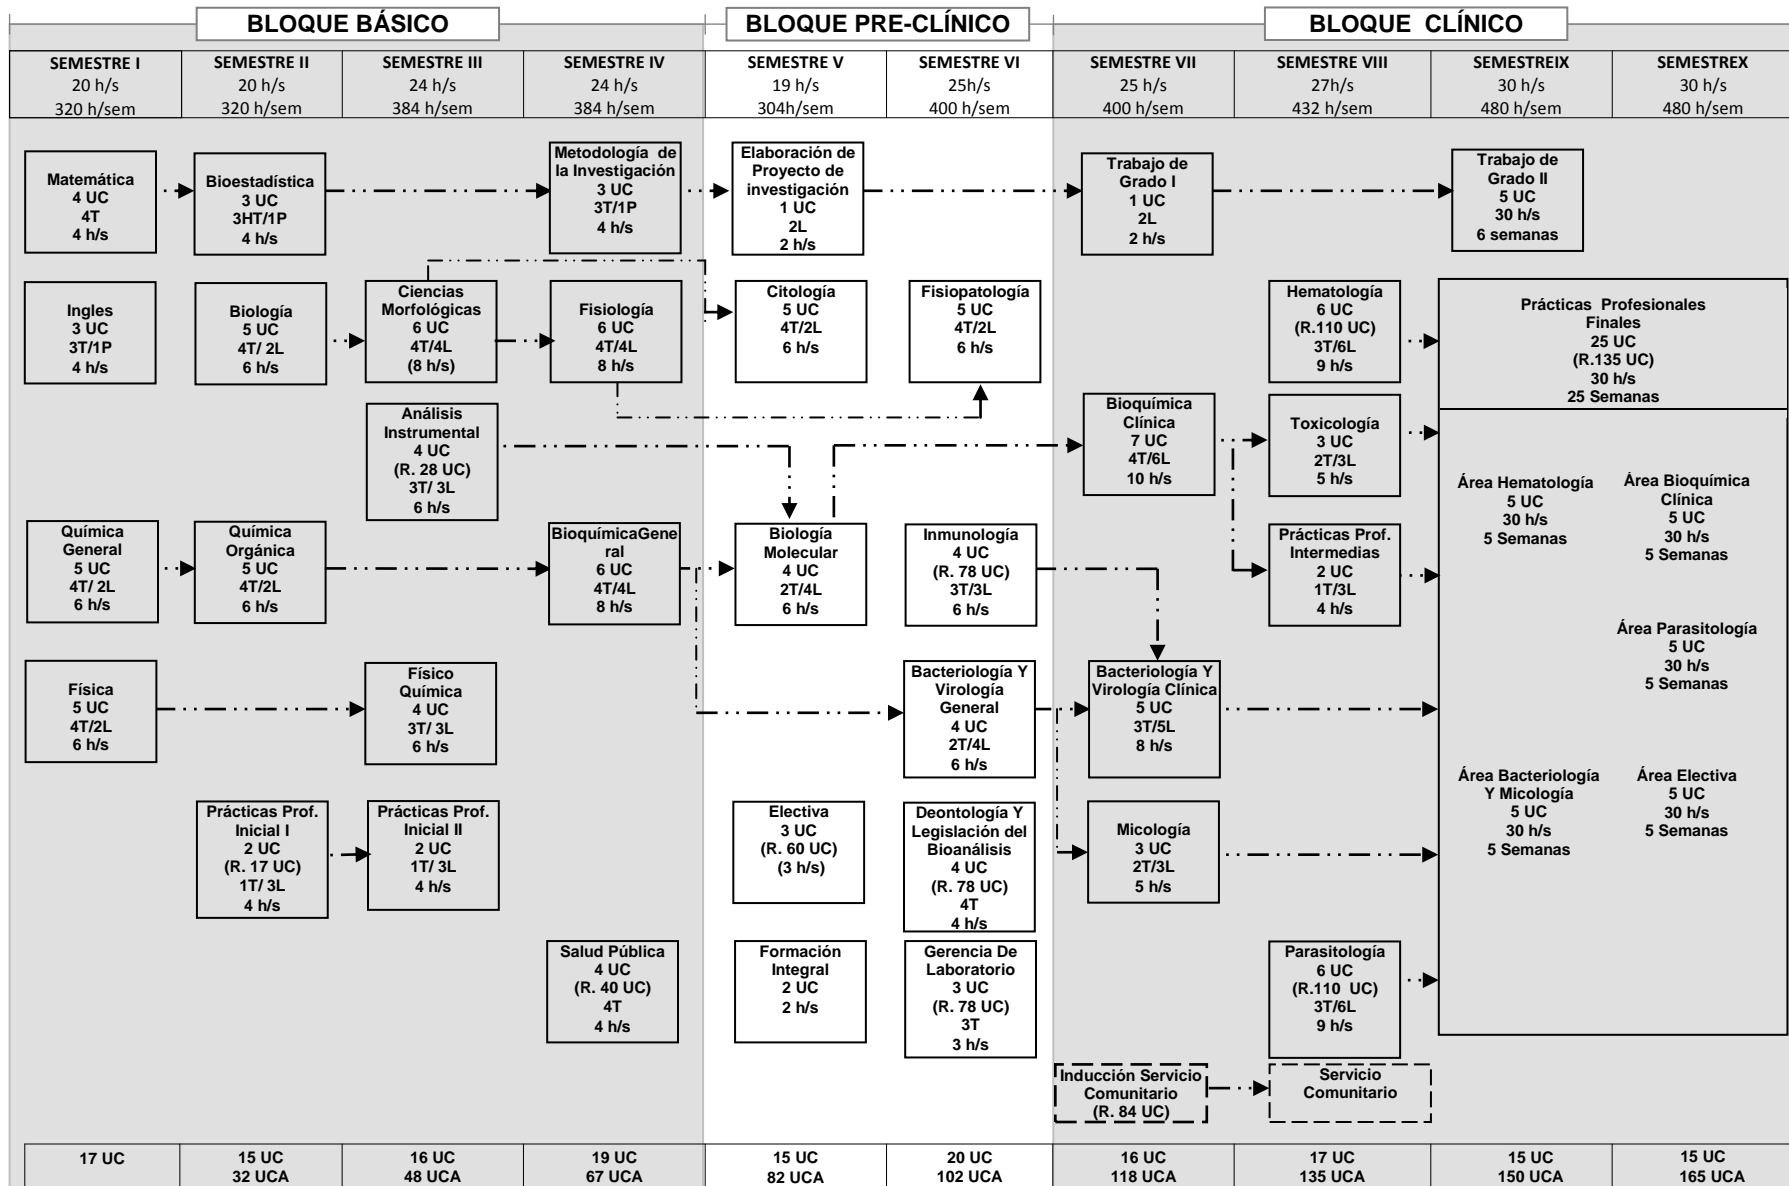 BLOQUE BÁSICO
BLOQUE PRE-CLÍNICO
BLOQUE CLÍNICO
SEMESTRE I
20 h/s
320 h/sem
SEMESTRE II
20 h/s
320 h/sem
SEMESTRE III
24 h/s
384 h/sem
SEMESTRE IV
24 h/s
384 h/sem
SEMESTRE V
19 h/s
304h/sem
SEMESTRE VI
25h/s
400 h/sem
SEMESTRE VII
25 h/s
400 h/sem
SEMESTRE VIII
27h/s
432 h/sem
SEMESTREIX
30 h/s
480 h/sem
SEMESTREX
30 h/s
480 h/sem
Matemática
4 UC
4T
4 h/s
Bioestadística
3 UC
3HT/1P
4 h/s
Metodología de
la Investigación
3 UC
3T/1P
4 h/s
Elaboración de
Proyecto de
investigación
1 UC
2L
2 h/s
Trabajo de
Grado I
1 UC
2L
2 h/s
Trabajo de
Grado II
5 UC
30 h/s
6 semanas
Ingles
3 UC
3T/1P
4 h/s
Biología
5 UC
4T/ 2L
6 h/s
Ciencias
Morfológicas
6 UC
4T/4L
(8 h/s)
Fisiología
6 UC
4T/4L
8 h/s
Citología
5 UC
4T/2L
6 h/s
Fisiopatología
5 UC
4T/2L
6 h/s
Hematología
6 UC
(R.110 UC)
3T/6L
9 h/s
Prácticas Profesionales
Finales
25 UC
(R.135 UC)
30 h/s
25 Semanas
Análisis
Instrumental
4 UC
(R. 28 UC)
3T/ 3L
6 h/s
Bioquímica
Clínica
7 UC
4T/6L
10 h/s
Toxicología
3 UC
2T/3L
5 h/s
Área Hematología
5 UC
30 h/s
5 Semanas
Área Bioquímica
Clínica
5 UC
30 h/s
5 Semanas
Química
General
5 UC
4T/ 2L
6 h/s
Química
Orgánica
5 UC
4T/2L
6 h/s
BioquímicaGene
ral
6 UC
4T/4L
8 h/s
Biología
Molecular
4 UC
2T/4L
6 h/s
Inmunología
4 UC
(R. 78 UC)
3T/3L
6 h/s
Prácticas Prof.
Intermedias
2 UC
1T/3L
4 h/s
Área Parasitología
5 UC
30 h/s
5 Semanas
Física
5 UC
4T/2L
6 h/s
Físico
Química
4 UC
3T/ 3L
6 h/s
Bacteriología Y
Virología
General
4 UC
2T/4L
6 h/s
Bacteriología Y
Virología Clínica
5 UC
3T/5L
8 h/s
Área Bacteriología
Y Micología
5 UC
30 h/s
5 Semanas
Área Electiva
5 UC
30 h/s
5 Semanas
Prácticas Prof.
Inicial I
2 UC
(R. 17 UC)
1T/ 3L
4 h/s
Prácticas Prof.
Inicial II
2 UC
1T/ 3L
4 h/s
Electiva
3 UC
(R. 60 UC)
(3 h/s)
Deontología Y
Legislación del
Bioanálisis
4 UC
(R. 78 UC)
4T
4 h/s
Micología
3 UC
2T/3L
5 h/s
Salud Pública
4 UC
(R. 40 UC)
4T
4 h/s
Formación
Integral
2 UC
2 h/s
Gerencia De
Laboratorio
3 UC
(R. 78 UC)
3T
3 h/s
Parasitología
6 UC
(R.110 UC)
3T/6L
9 h/s
Inducción Servicio
Comunitario
(R. 84 UC)
Servicio
Comunitario
17 UC
15 UC
32 UCA
16 UC
48 UCA
19 UC
67 UCA
15 UC
82 UCA
20 UC
102 UCA
16 UC
118 UCA
17 UC
135 UCA
15 UC
150 UCA
15 UC
165 UCA